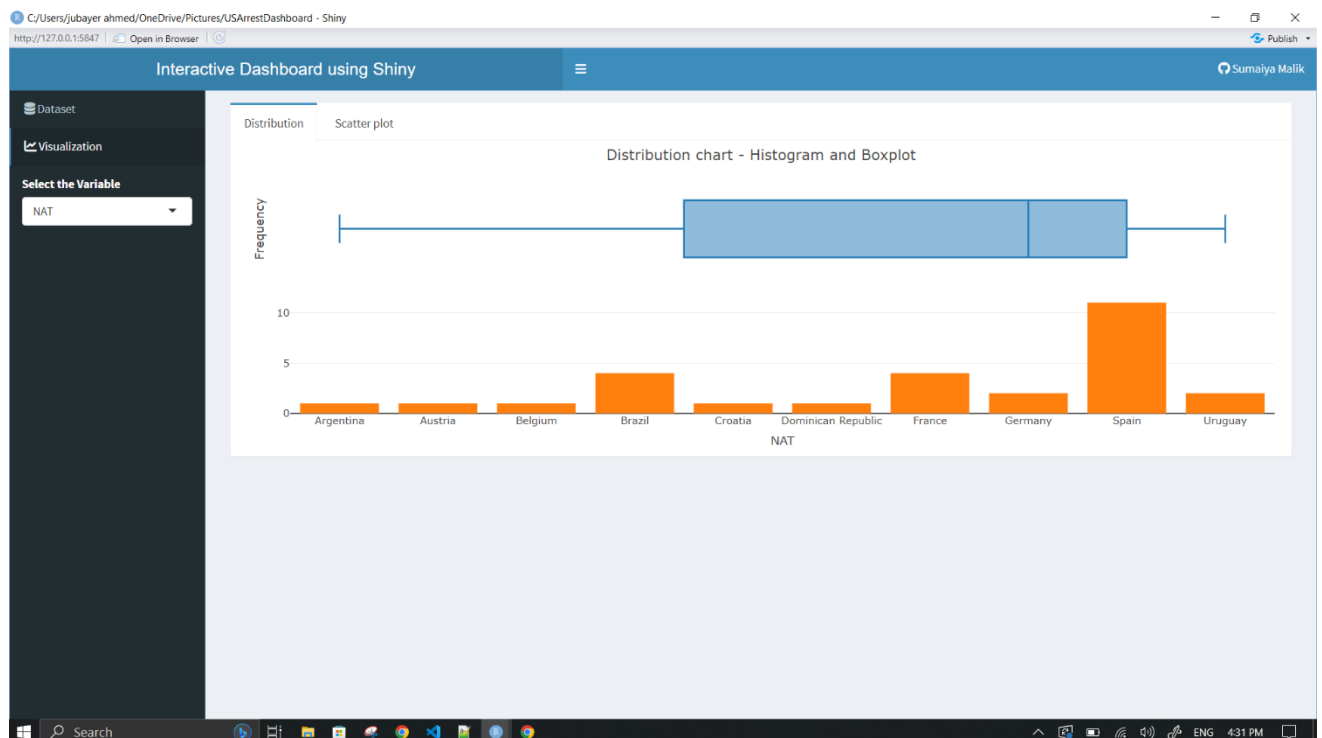 C:/Users/jubayer ahmed/OneDrive/Pictures/USArrestDashboard - Shiny
http://127.0.0.1:5847 Open in Browser Publish
Interactive Dashboard using Shiny Sumaiya Malik
Dataset
Visualization
Select the Variable
NAT
Distribution Scatter plot
Distribution chart - Histogram and Boxplot
Frequency
10
5
0
Argentina Austria Belgium Brazil Croatia Dominican Republic France Germany Spain Uruguay
NAT
Search ENG 4:31 PM